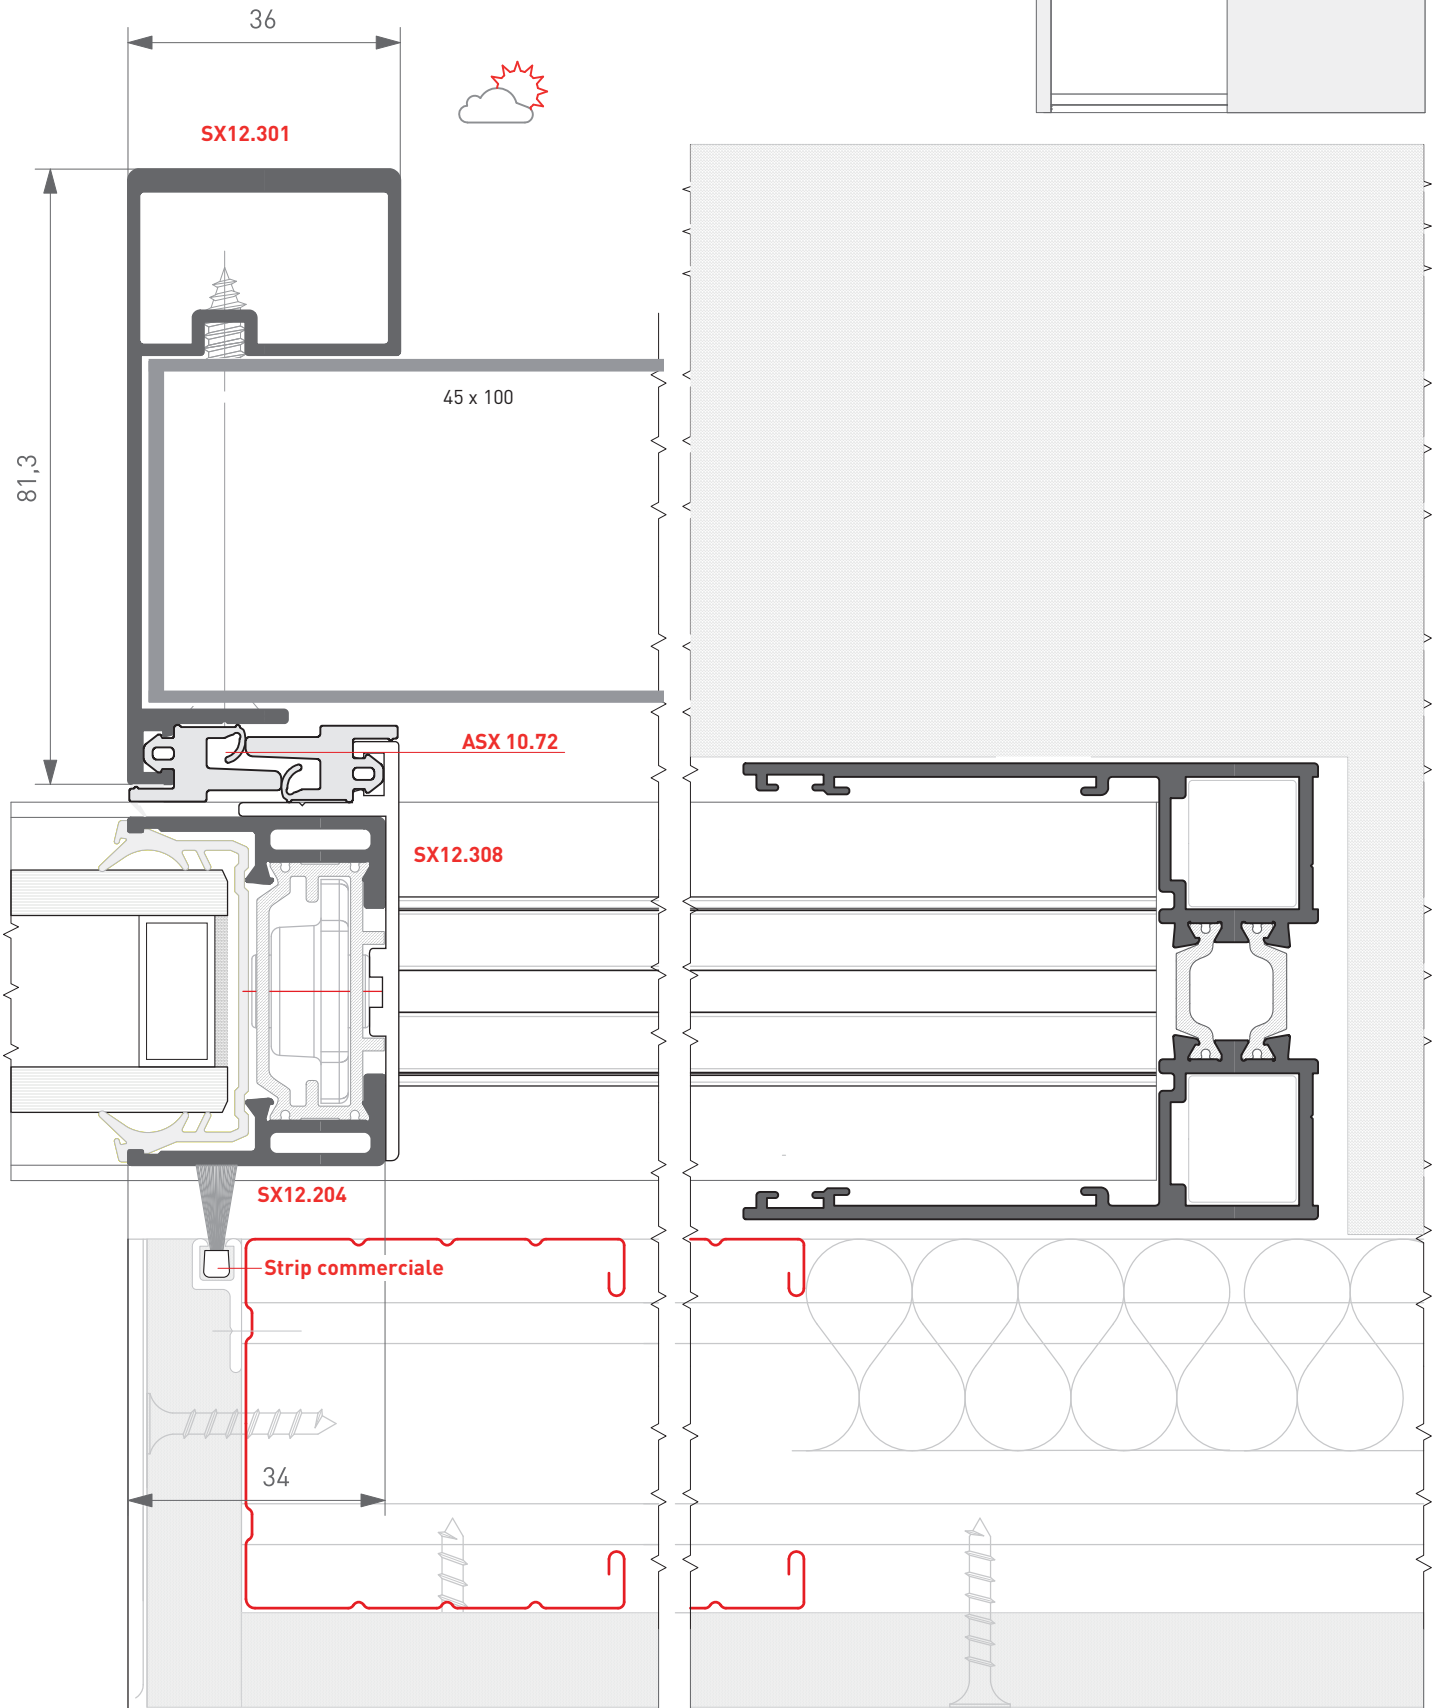 36
SX12.301
45 x 100
81,3
ASX 10.72
SX12.308
SX12.204
Strip commerciale
34